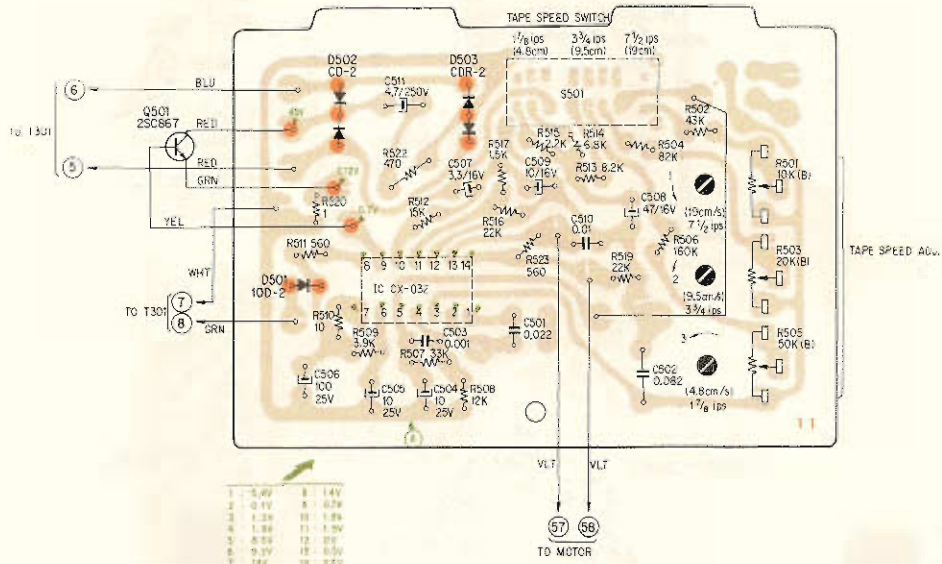 TAPE SPEED SWITCH
1 7/8 ips
(4.8cm)
3 3/4 ips
(9.5cm)
7 1/2 ips
(19cm)
S501
D502
CD-2
D503
CDR-2
C511
4.7/250V
6
BLU
Q501
2SC867
RED
TO T301
5
RED
GRN
YEL
WHT
R520
1
R522
470
C507
3.3/16V
R517
1.5K
R515
2.2K
R514
6.8K
C509
10/16V
R513 8.2K
R504
82K
R502
43K
R501
10K (B)
R512
15K
R516
22K
C508
47/16V
(19cm/s)
7 1/2 ips
C510
0.01
R511 560
R523
560
R519
22K
R506
160K
1
2
R503
20K(B)
TAPE SPEED ADJ.
D501
10D-2
8 9 10 11 12 13 14
IC CX-032
7 6 5 4 3 2 1
(9.5cm/s)
3 3/4 ips
7
TO T301
8
GRN
R510
10
R509
3.9K
C503
0.001
R507 33K
C501
0.022
3
R505
50K (B)
C506
100
25V
C505
10
25V
C504
10
25V
R508
12K
C502
0.082
(4.8cm/s)
1 7/8 ips
11
VLT
VLT
57 58
TO MOTOR